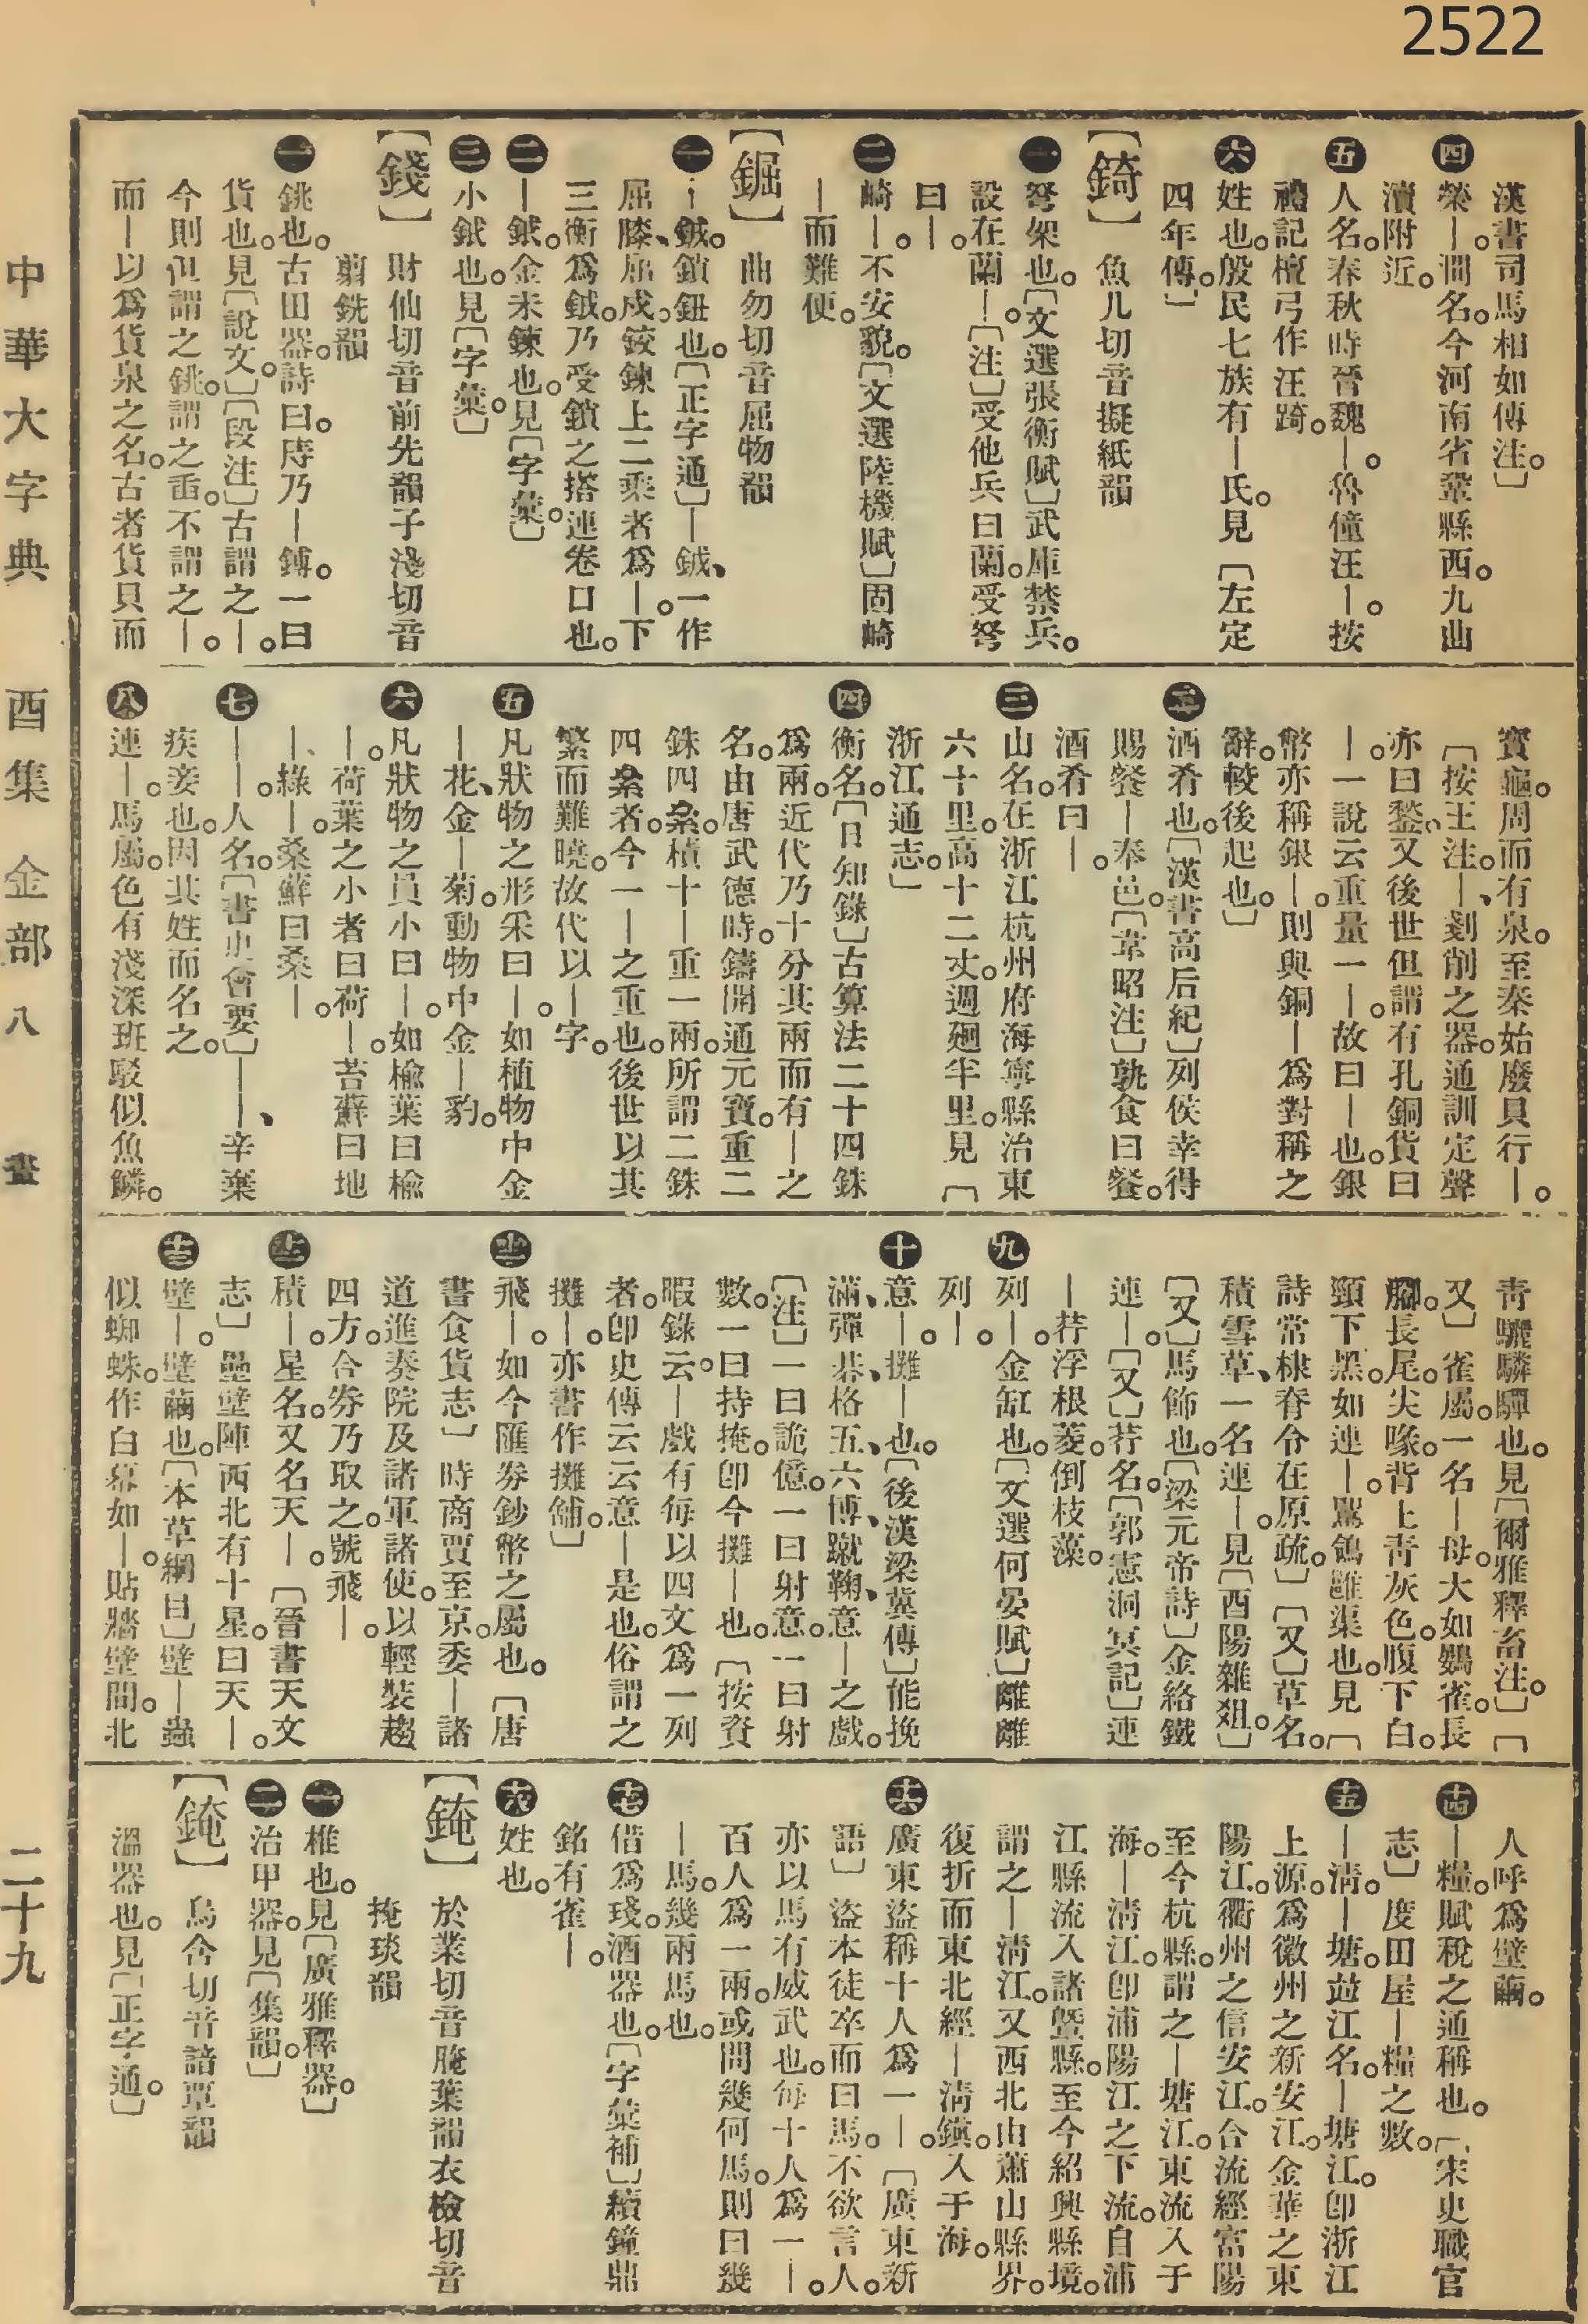 2522
漢書司馬相如傳注。〕
㊃滎｜。澗名。今河南省鞏縣西。九山
瀆附近。
㊄人名。春秋時晉魏｜。魯僮汪｜。按
禮記檀弓作汪踦。
㊅姓也。殷民七族有｜氏。見〔左定
四年傳。〕
〔錡〕魚几切音擬紙韻
㊀弩架也。〔文選張衡賦〕武庫禁兵。
設在蘭｜。〔注〕受他兵曰蘭。受弩
曰｜。
㊁崎｜。不安貌。〔文選陸機賦〕固崎
｜而難便。
〔鋸〕曲勿切音屈物韻
㊀｜鉞。鎖鈕也。〔正字通〕｜鉞、一作
屈膝、屈戍。鉸鍊上二乘者爲｜。下
三衡爲鉞。乃受鎖之搭連卷口也。
㊁｜鉞。金未鍊也。見〔字彙。〕
㊂小鉞也。見〔字彙。〕
〔錢〕財仙切音前先韻子淺切音
翦銑韻
㊀銚也。古田器。詩曰。庤乃｜鎛。一曰
貨也。見〔說文。〕〔段注〕古謂之｜。
今則但謂之銚。謂之臿。不謂之｜。
而｜以爲貨泉之名。古者貨貝而
寶龜。周而有泉。至秦始廢貝行｜。
〔按王注。｜、剗削之器。通訓定聲
亦曰鍫、又後世但謂有孔銅貨曰
｜。一說云重量一｜。故曰｜也。銀
幣亦稱銀｜。則與銅｜爲對稱之
辭。較後起也。〕
㊁酒肴也。〔漢書高后紀〕列侯幸得
賜餐｜奉邑。〔韋昭注〕孰食曰餐。
酒肴曰｜。
㊂山名。在浙江杭州府海寧縣治東
六十里。高十二丈。週廻半里。見〔
浙江通志。〕
㊃衡名。〔日知錄〕古算法二十四銖
爲兩。近代乃十分其兩而有｜之
名。由唐武德時。鑄開通元寶。重二
銖四絫。積十｜重一兩。所謂二銖
四絫者。今一｜之重也。後世以其
繁而難曉。故代以｜字。
㊄凡狀物之形采曰｜。如植物中金
｜花、金｜菊。動物中金｜豹。
㊅凡狀物之員小曰｜。如榆葉曰榆
｜。荷葉之小者曰荷｜。苔蘚曰地
｜、綠｜。桑蘇曰桑｜。
㊆｜｜。人名。〔書史會要〕｜｜、辛棄
疾妾也。因其姓而名之。
㊇連｜。馬屬。色有淺深班駁似魚鱗。
青驪驎驒也。見〔爾雅釋畜注。〕〔
又〕雀屬。一名｜母。大如鷃雀。長
腳。長尾。尖喙。背上青灰色。腹下白。
頸下黑。如連｜。鴽鴿雝渠也。見〔
詩常棣脊令在原疏。〕〔又〕草名。
積雪草、一名連｜。見〔酉陽雜俎。〕
〔又〕馬飾也。〔梁元帝詩〕金絡鐵
連｜。〔又〕荇名。〔郭憲洞冥記〕連
｜荇浮根菱。倒枝藻。
㊈列｜。金缸也。〔文選何晏賦〕離離
列｜。
㊉意｜。攤｜也。〔後漢梁冀傳〕能挽
滿、彈棊、格五、六博、蹴鞠、意｜之戲。
〔注〕一曰詭億。一曰射意。一曰射
數。一曰持掩。即今攤｜也。〔按資
暇錄云。｜戲有每以四文爲一列
者。即史傳云云意｜是也。俗謂之
攤｜。亦書作攤舖。〕
⑪飛｜。如今匯券鈔幣之屬也。〔唐
書食貨志〕時商賈至京。委｜諸
道進奏院及諸軍諸使。以輕裝趨
四方。合券乃取之。號飛｜。
⑫積｜。星名。又名天｜。〔晉書天文
志〕壘壁陣西北有十星。曰天｜。
⑬壁｜。壁繭也。〔本草綱目〕壁｜蟲
似蜘蛛。作白幕如｜。貼牆壁間。北
人呼爲壁繭。
⑭｜糧。賦稅之通稱也。〔宋史職官
志〕度田屋｜糧之數。
⑮｜清。｜塘。竝江名。｜塘江。即浙江
上源。爲徽州之新安江。金華之東
陽江。衢州之信安江。合流經富陽
至今杭縣。謂之｜塘江。東流入于
海。｜清江。即浦陽江之下流。自浦
江縣流入諸曁縣。至今紹興縣境。
謂之｜清江。又西北由蕭山縣界。
復折而東北經｜清鎮。入于海。
⑯廣東盜稱十人爲一｜。〔廣東新
語〕盜本徒卒而曰馬。不欲言人。
亦以馬有威武也。每十人爲一｜。
百人爲一兩。或問幾何馬。則曰幾
｜馬。幾兩馬也。
⑰借爲琖。酒器也。〔字彙補〕績鐘鼎
銘有雀｜。
⑱姓也。
〔䤶〕於業切音腌葉韻衣檢切音
掩琰韻
㊀椎也。見〔廣雅釋器。〕
㊁治甲器。見〔集韻。〕
〔䤶〕烏含切音諳覃韻
溫器也。見〔正字通。〕
中華大字典　酉集　金部　八畫　二十九